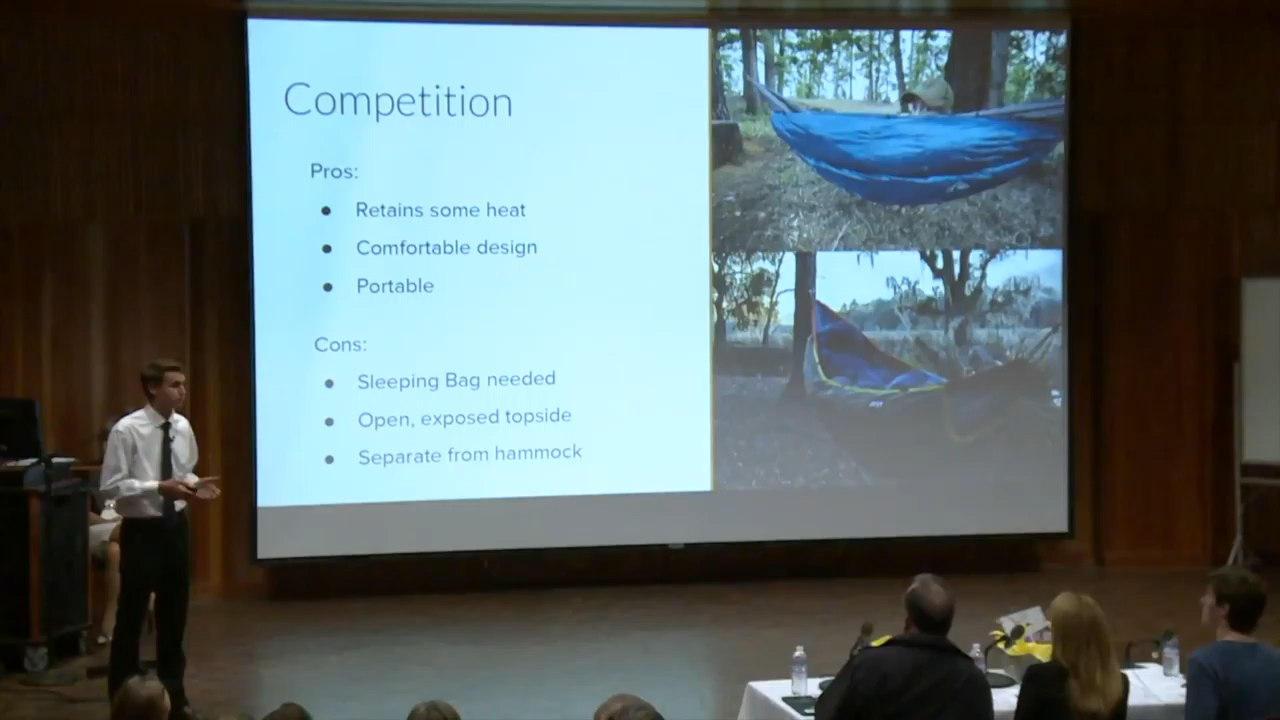 Competition
Pros:
● Retains some heat
● Comfortable design
● Portable
Cons:
● Sleeping Bag needed
● Open, exposed topside
● Separate from hammock